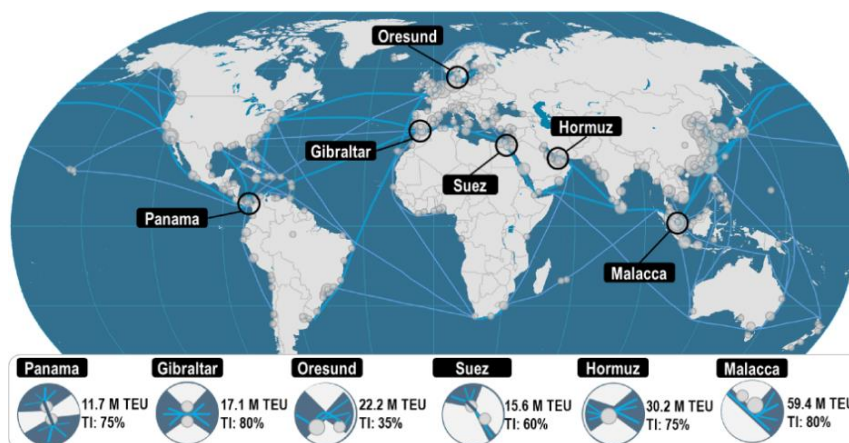 Oresund
Hormuz
Gibraltar
Suez
Panama
Malacca
Panama
Gibraltar
Oresund
Suez
Hormuz
Malacca
11.7 M TEU
TI: 75%
17.1 M TEU
TI: 80%
22.2 M TEU
TI: 35%
15.6 M TEU
TI: 60%
30.2 M TEU
TI: 75%
59.4 M TEU
TI: 80%